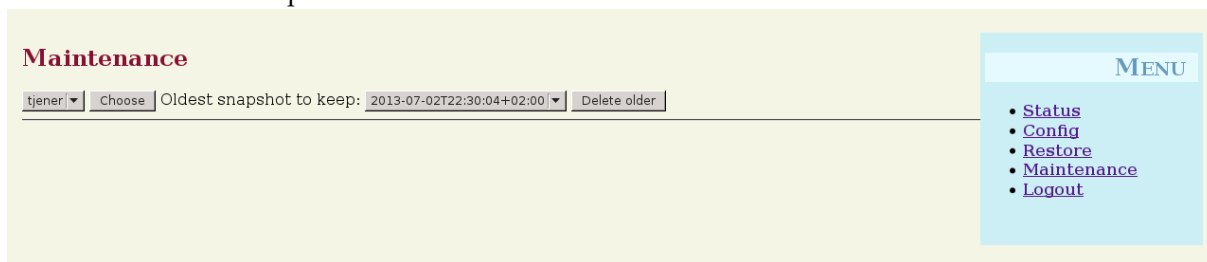 Maintenance
tjener Choose Oldest snapshot to keep: 2013-07-02T22:30:04+02:00 Delete older
MENU
• Status
• Config
• Restore
• Maintenance
• Logout